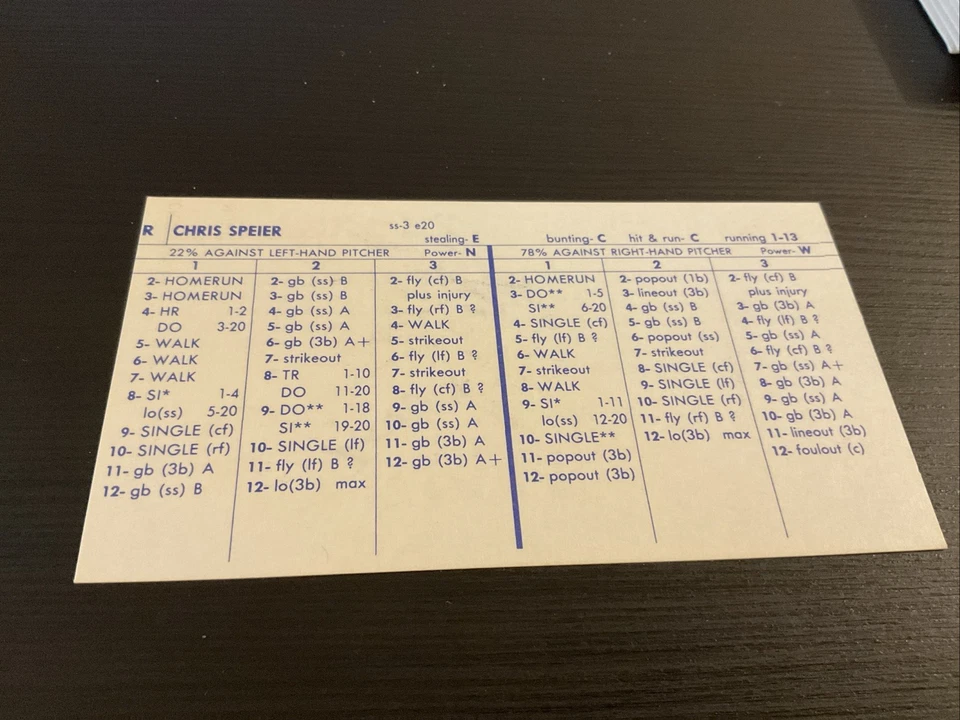 R CHRIS SPEIER ss-3 e20
stealing- E bunting- C hit & run- C running 1-13
22% AGAINST LEFT-HAND PITCHER Power- N 78% AGAINST RIGHT-HAND PITCHER Power- W
1 2 3 1 2 3
2- HOMERUN 2- gb (ss) B 2- fly (cf) B 2- HOMERUN 2- popout (1b) 2- fly (cf) B
3- HOMERUN 3- gb (ss) B plus injury 3- DO** 1-5 3- lineout (3b) plus injury
4- HR 1-2 4- gb (ss) A 3- fly (rf) B ? SI** 6-20 4- gb (ss) B 3- gb (3b) A
DO 3-20 5- gb (ss) A 4- WALK 4- SINGLE (cf) 5- gb (ss) B 4- fly (lf) B ?
5- WALK 6- gb (3b) A+ 5- strikeout 5- fly (lf) B ? 6- popout (ss) 5- gb (ss) A
6- WALK 7- strikeout 6- fly (lf) B ? 6- WALK 7- strikeout 6- fly (cf) B ?
7- WALK 8- TR 1-10 7- strikeout 7- strikeout 8- SINGLE (cf) 7- gb (ss) A+
8- SI* 1-4 DO 11-20 8- fly (cf) B ? 8- WALK 9- SINGLE (lf) 8- gb (3b) A
lo(ss) 5-20 9- DO** 1-18 9- gb (ss) A 9- SI* 1-11 10- SINGLE (rf) 9- gb (ss) A
9- SINGLE (cf) SI** 19-20 10- gb (ss) A lo(ss) 12-20 11- fly (rf) B ? 10- gb (3b) A
10- SINGLE (rf) 10- SINGLE (lf) 11- gb (3b) A 10- SINGLE** 12- lo(3b) max 11- lineout (3b)
11- gb (3b) A 11- fly (lf) B ? 12- gb (3b) A+ 11- popout (3b) 12- foulout (c)
12- gb (ss) B 12- lo(3b) max 12- popout (3b)